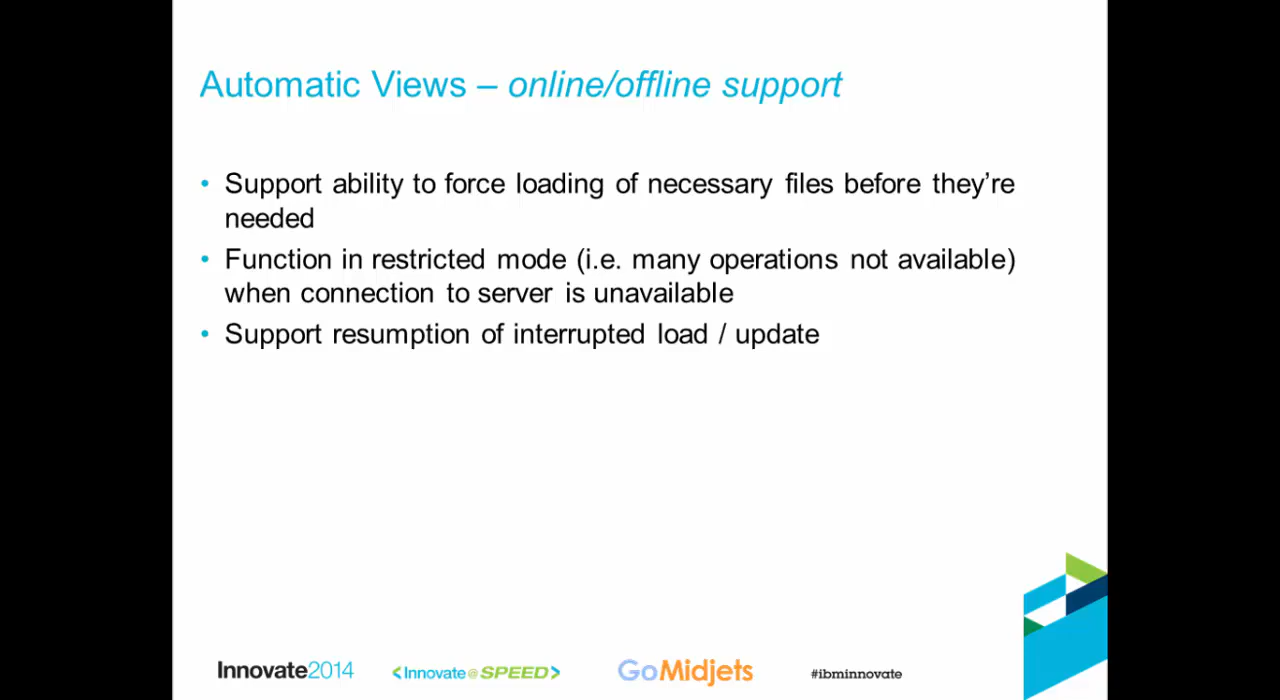 Automatic Views – online/offline support
• Support ability to force loading of necessary files before they’re
needed
• Function in restricted mode (i.e. many operations not available)
when connection to server is unavailable
• Support resumption of interrupted load / update
Innovate2014 <Innovate@SPEED> GoMidjets #ibminnovate